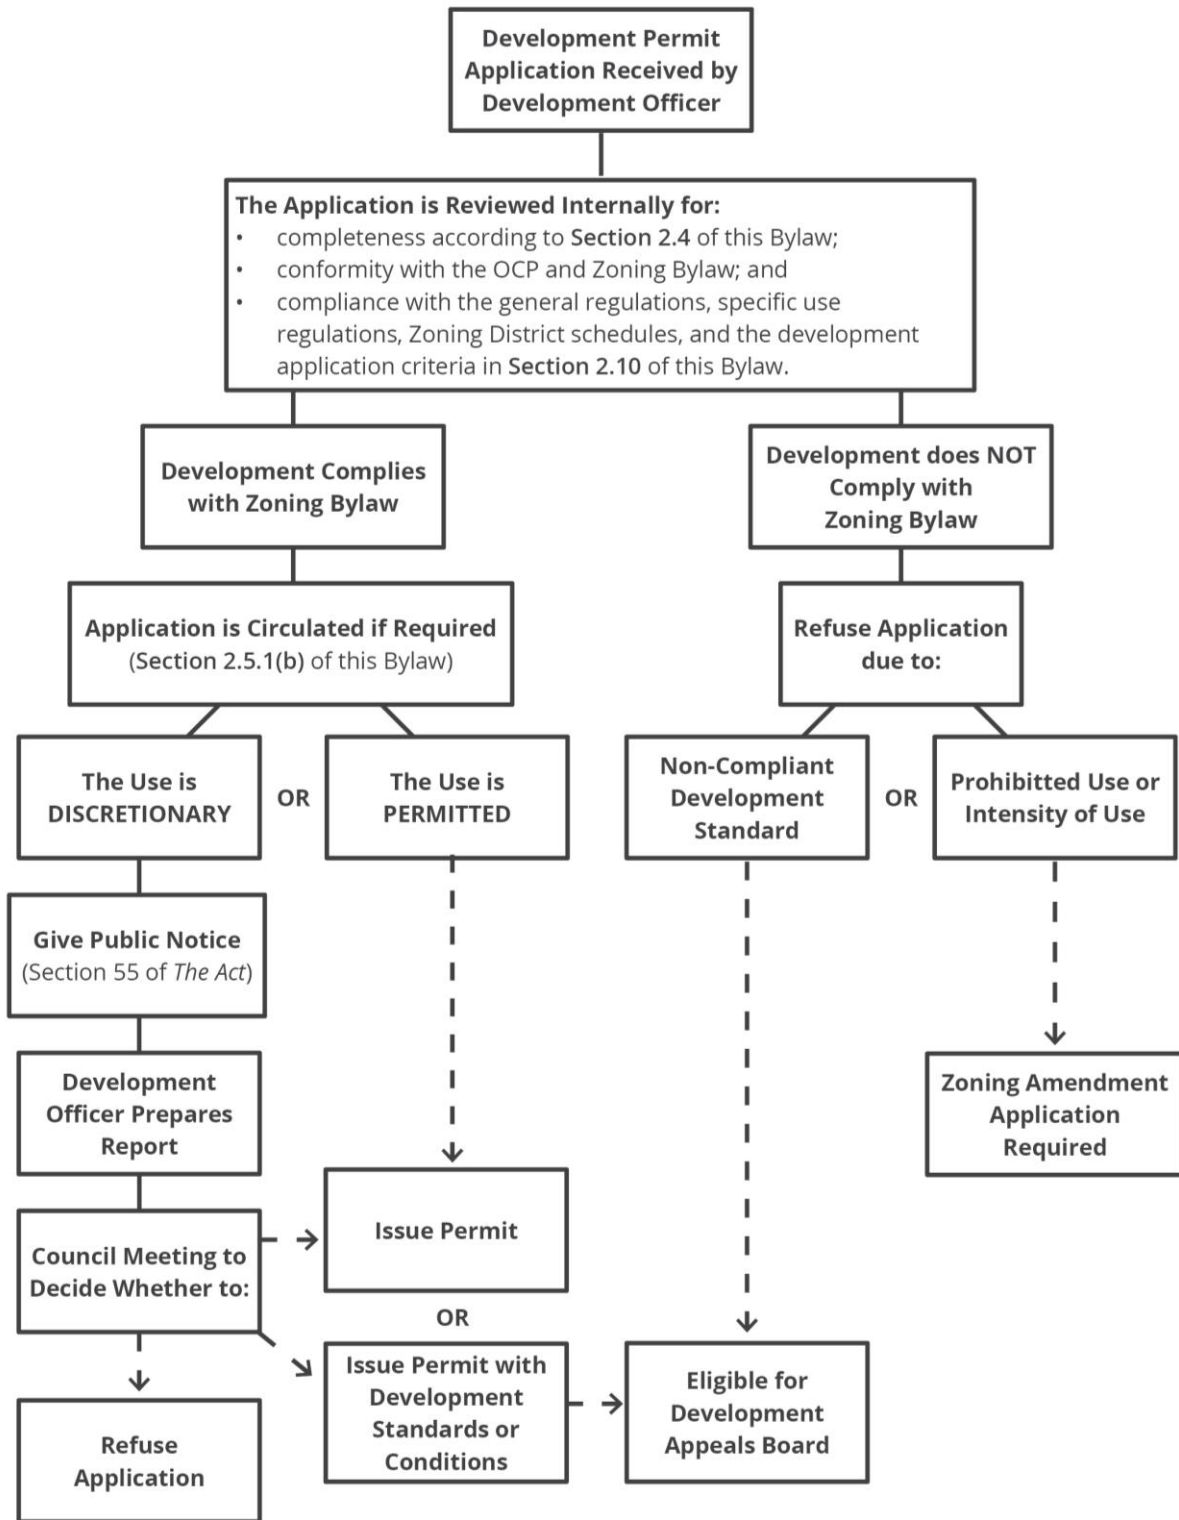 Development Permit
Application Received by
Development Officer
The Application is Reviewed Internally for:
• completeness according to Section 2.4 of this Bylaw;
• conformity with the OCP and Zoning Bylaw; and
• compliance with the general regulations, specific use
regulations, Zoning District schedules, and the development
application criteria in Section 2.10 of this Bylaw.
Development Complies
with Zoning Bylaw
Development does NOT
Comply with
Zoning Bylaw
Application is Circulated if Required
(Section 2.5.1(b) of this Bylaw)
Refuse Application
due to:
The Use is
DISCRETIONARY
OR
The Use is
PERMITTED
Non-Compliant
Development
Standard
OR
Prohibitted Use or
Intensity of Use
Give Public Notice
(Section 55 of The Act)
Development
Officer Prepares
Report
Zoning Amendment
Application
Required
Council Meeting to
Decide Whether to:
Issue Permit
OR
Issue Permit with
Development
Standards or
Conditions
Eligible for
Development
Appeals Board
Refuse
Application